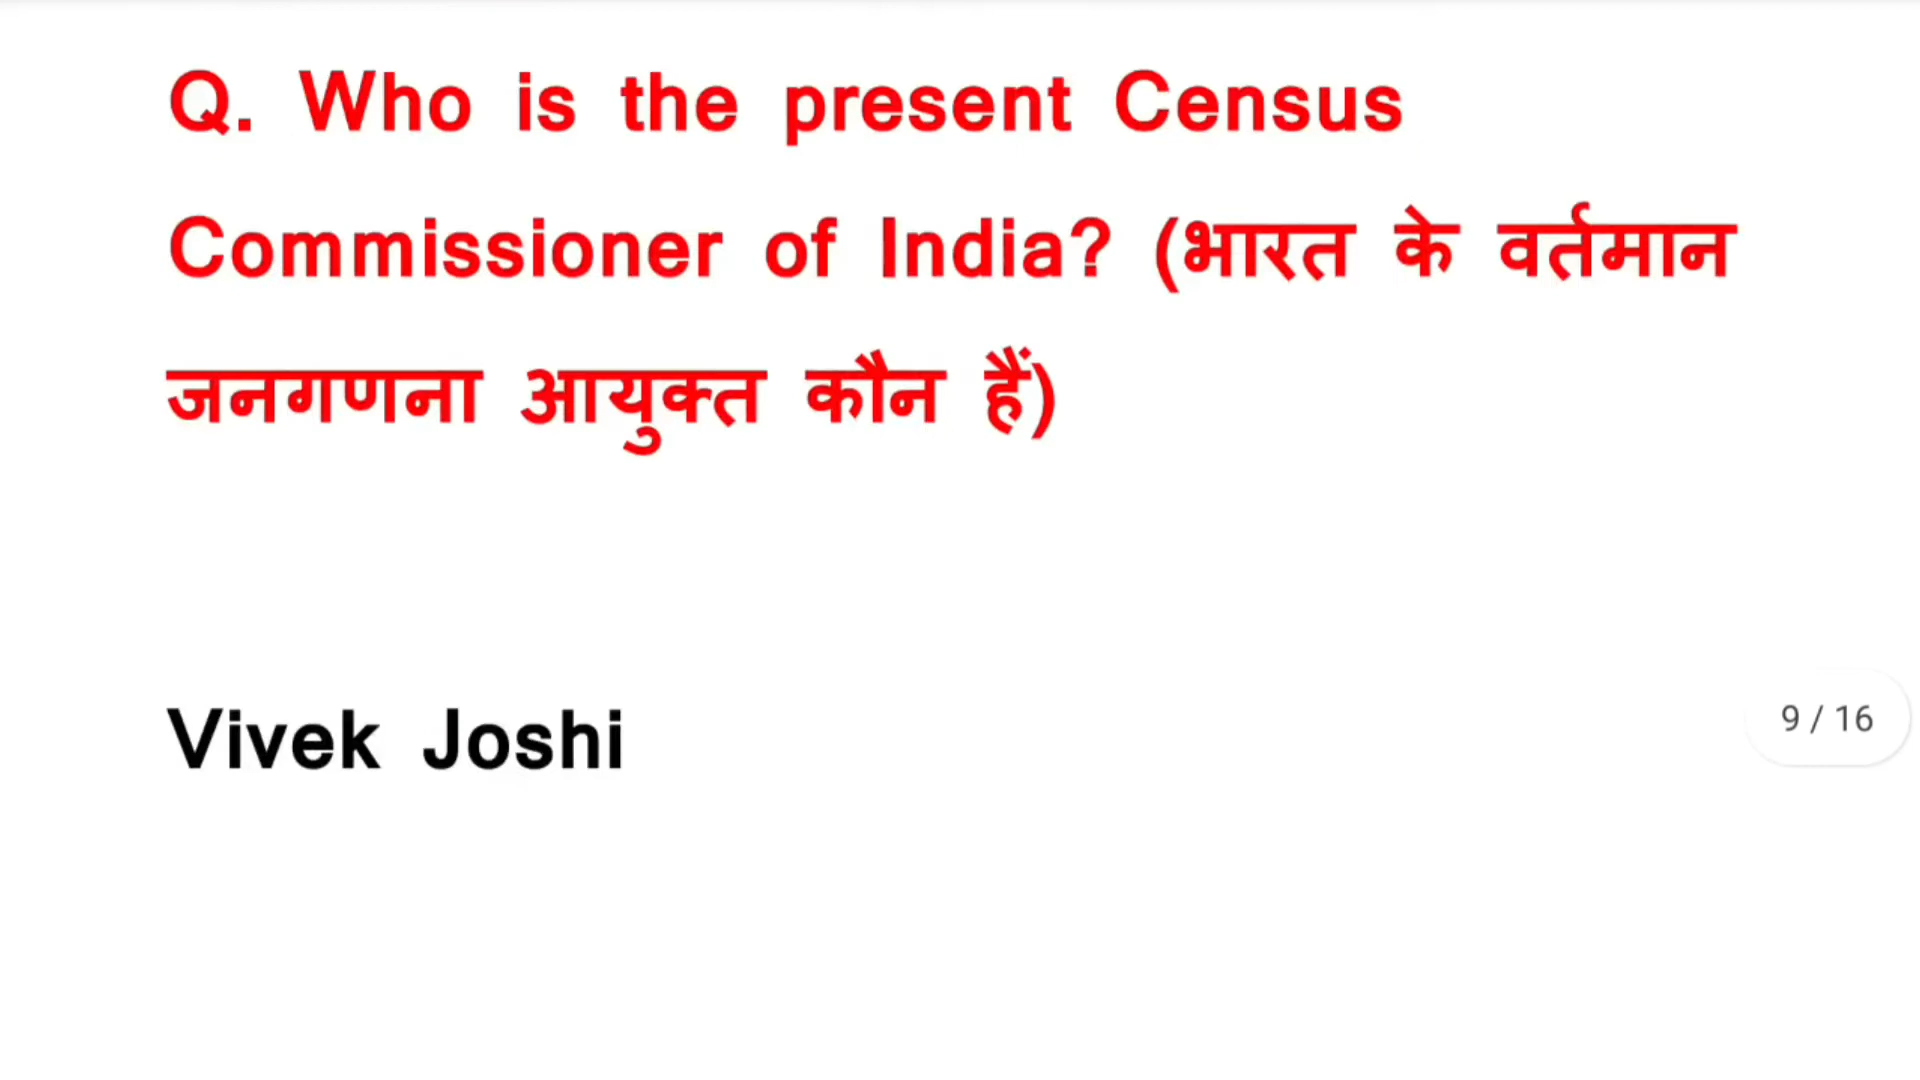 Q. Who is the present Census
Commissioner of India? (भारत के वर्तमान
जनगणना आयुक्त कौन हैं)
Vivek Joshi
9 / 16